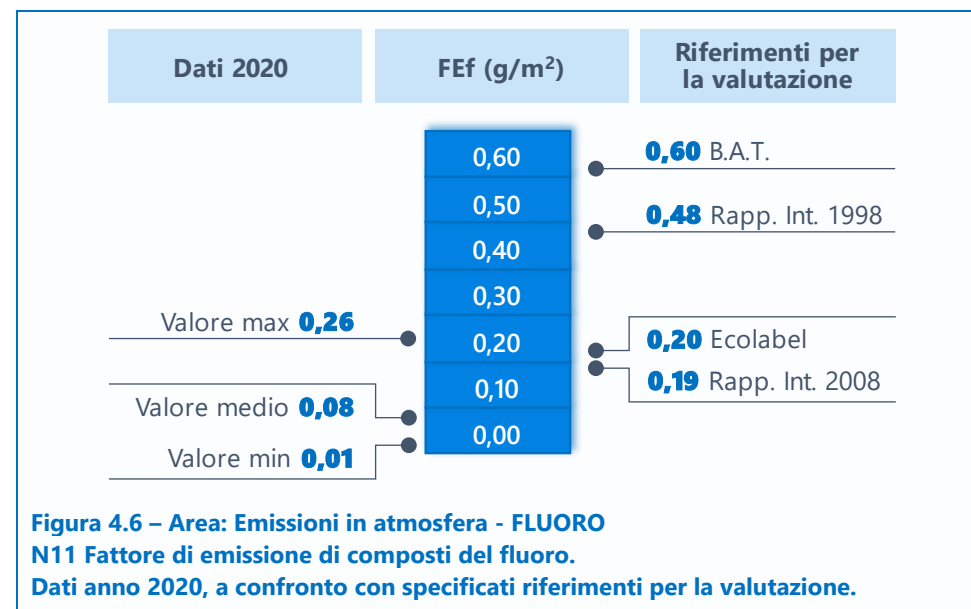 Dati 2020
FEf (g/m²)
Riferimenti per
la valutazione
0,60
0,50
0,40
0,30
0,20
0,10
0,00
Valore max 0,26
Valore medio 0,08
Valore min 0,01
0,60 B.A.T.
0,48 Rapp. Int. 1998
0,20 Ecolabel
0,19 Rapp. Int. 2008
Figura 4.6 – Area: Emissioni in atmosfera - FLUORO
N11 Fattore di emissione di composti del fluoro.
Dati anno 2020, a confronto con specificati riferimenti per la valutazione.